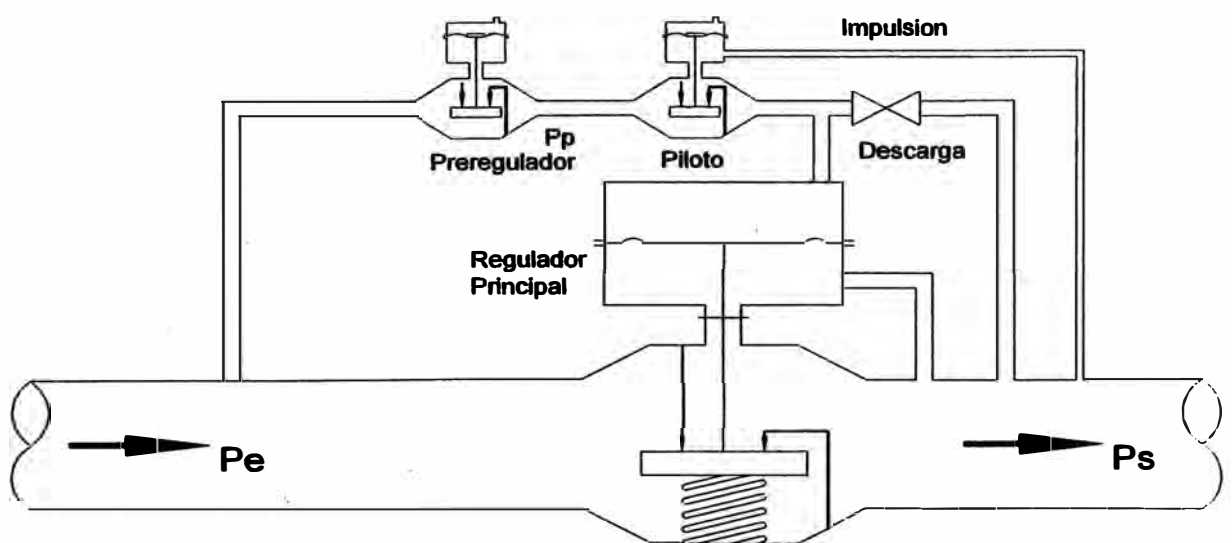 Impulsion
Pp
Preregulador
Piloto
Descarga
Regulador
Principal
Pe
Ps